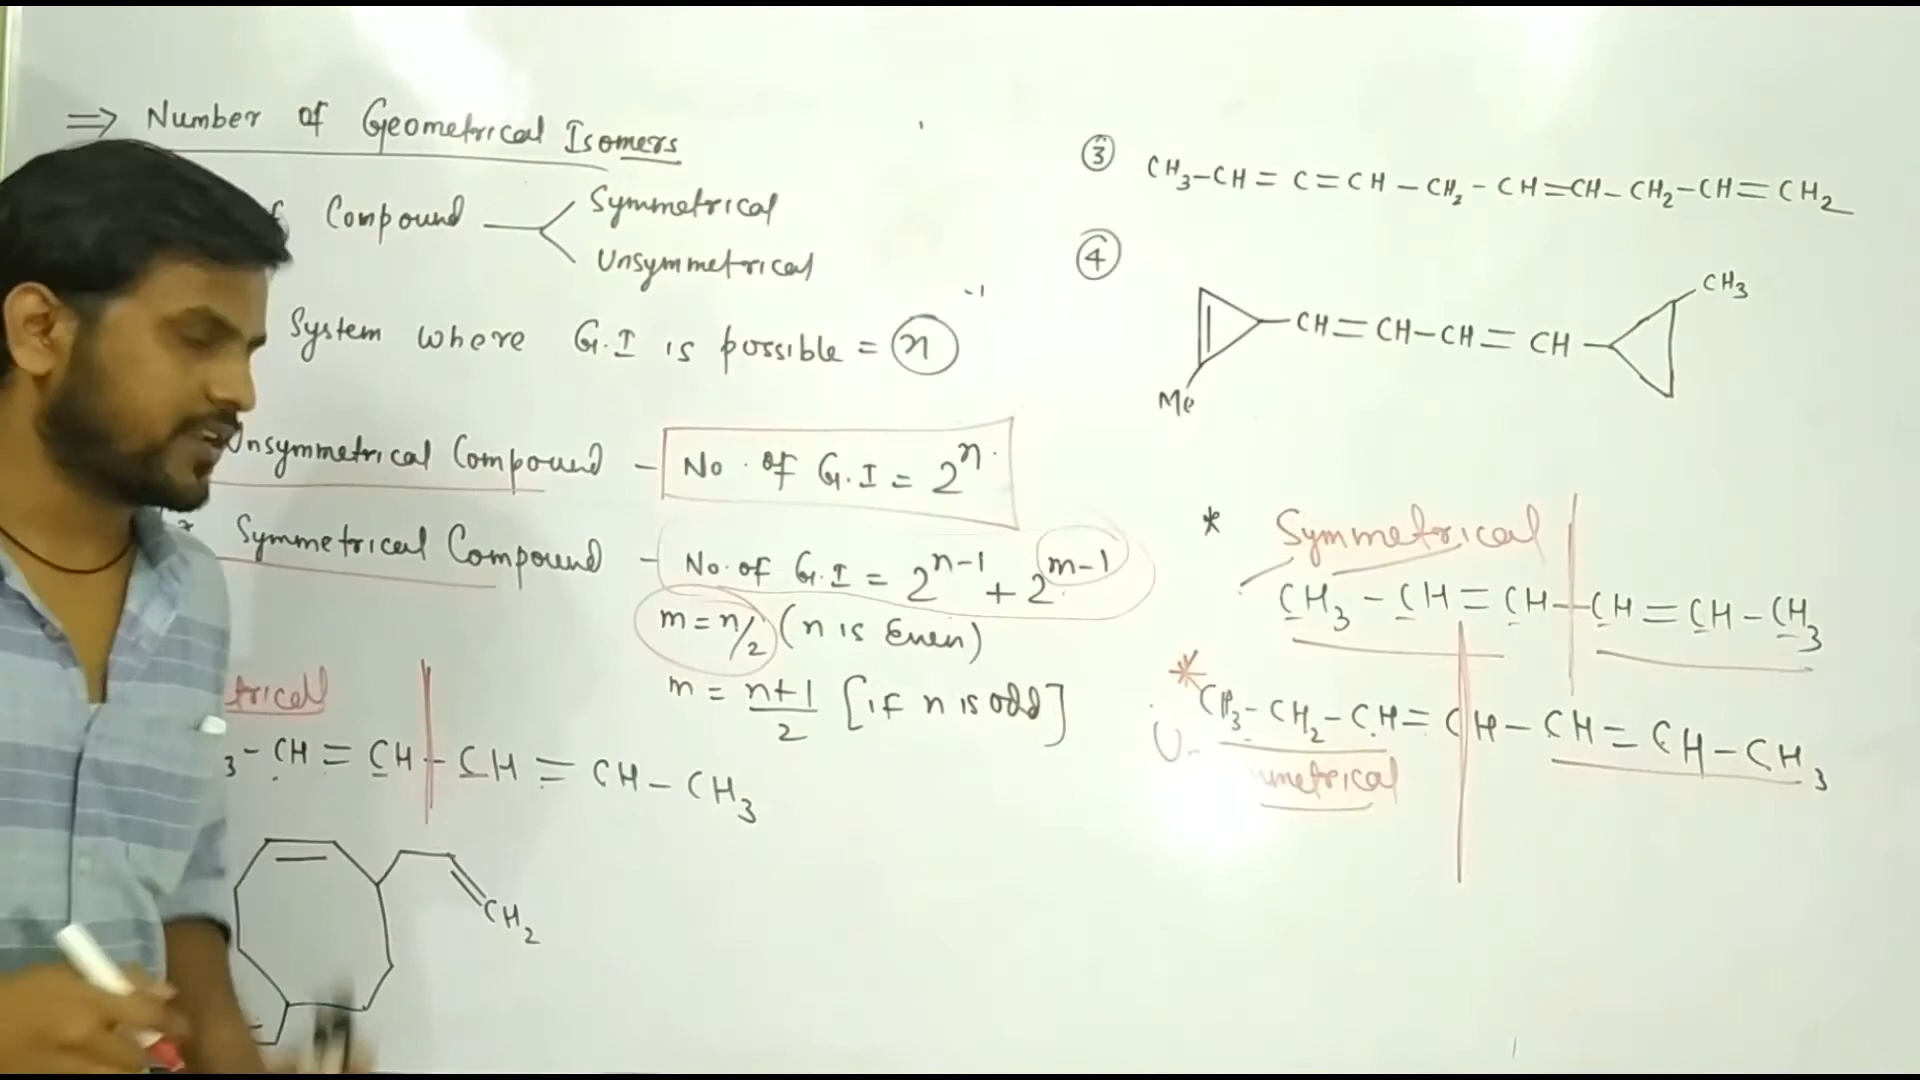 ⇒ Number of Geometrical Isomers
Compound
Symmetrical
Unsymmetrical
System where G.I is possible = n
-1
Unsymmetrical Compound - No. of G.I = 2^n.
* Symmetrical Compound - No. of G.I = 2^{n-1} + 2^{m-1}
m = n/2 (n is Even)
m = n+1/2 [if n is odd]
trical
3-CH=CH-CH=CH-CH3
CH2
③ CH3-CH=C=CH-CH2-CH=CH-CH2-CH=CH2
④
CH=CH-CH=CH
CH3
Me
* Symmetrical
CH3-CH=CH-CH=CH-CH3
* CH3-CH2-CH=CH-CH=CH-CH3
U
mmetrical